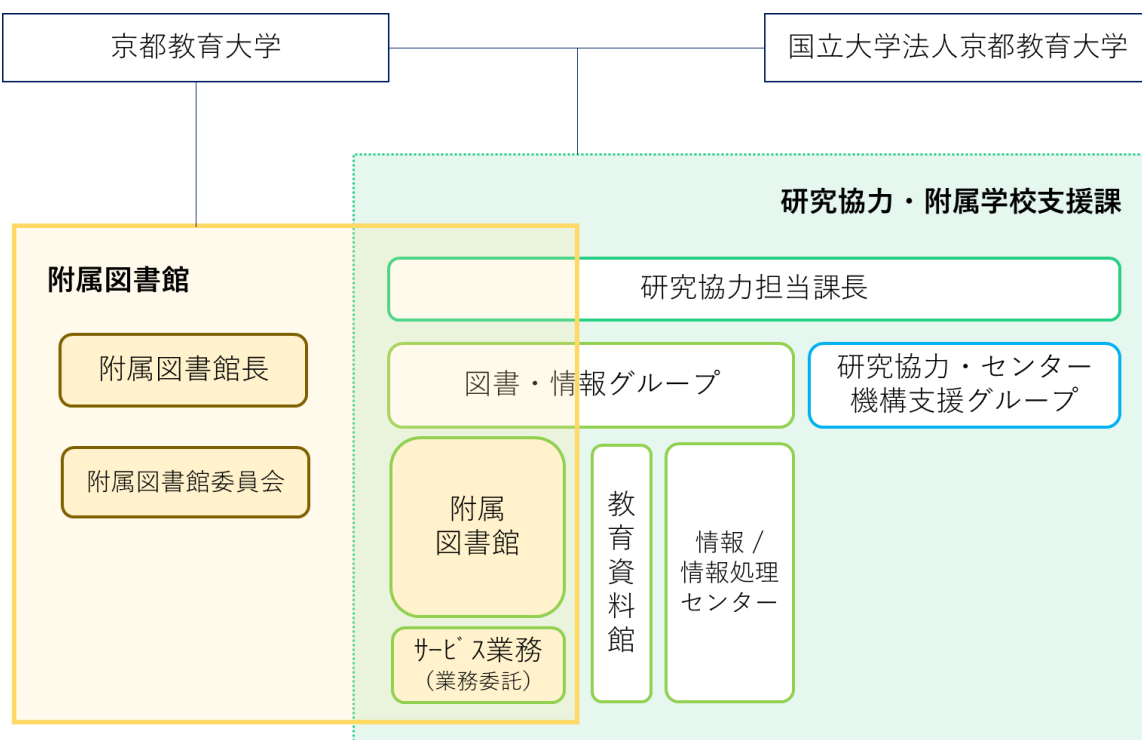 京都教育大学
国立大学法人京都教育大学
研究協力・附属学校支援課
附属図書館
研究協力担当課長
附属図書館長
図書・情報グループ
研究協力・センター
機構支援グループ
附属図書館委員会
附属
図書館
教育資料館
情報 /
情報処理
センター
ｻｰﾋﾞｽ業務
（業務委託）